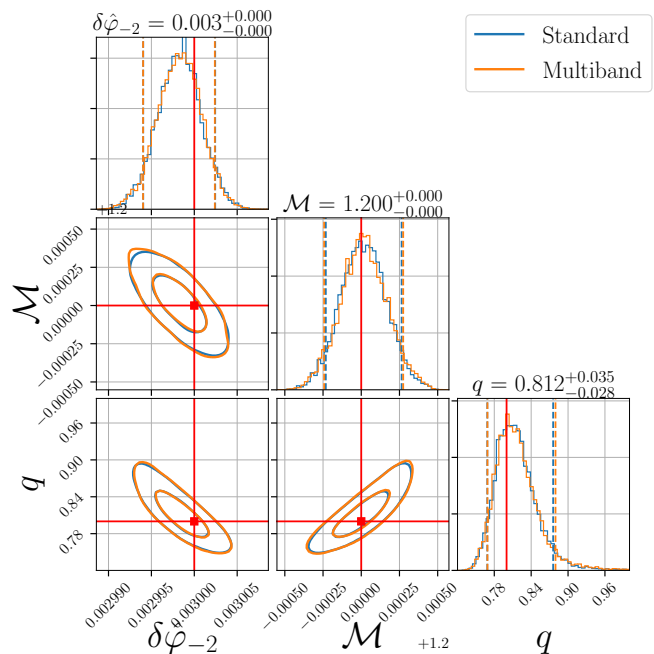 δφ̂₋₂ = 0.003⁺⁰·⁰⁰⁰₋₀.₀₀₀
Standard
Multiband
+1.2
ℳ = 1.200⁺⁰·⁰⁰⁰₋₀.₀₀₀
0.00050
0.00025
0.00000
−0.00025
−0.00050
ℳ
q = 0.812⁺⁰·⁰³⁵₋₀.₀₂₈
0.96
0.90
0.84
0.78
q
0.002990
0.002995
0.003000
0.003005
δφ̂₋₂
−0.00050
−0.00025
0.00000
0.00025
0.00050
ℳ
+1.2
0.78
0.84
0.90
0.96
q